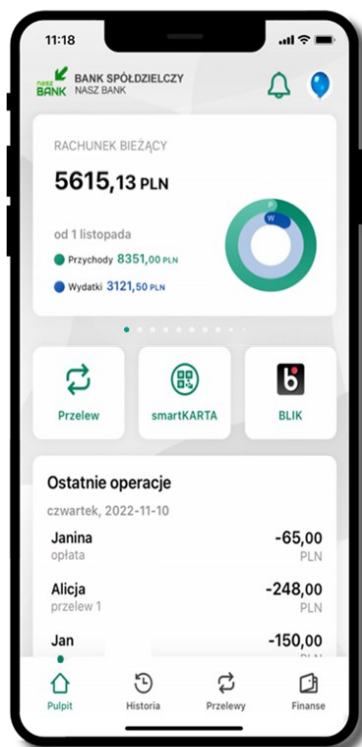 11:18
nasz
BANK
BANK SPÓŁDZIELCZY
NASZ BANK
RACHUNEK BIEŻĄCY
5615,13 PLN
od 1 listopada
Przychody 8351,00 PLN
Wydatki 3121,50 PLN
P
W
Przelew
smartKARTA
BLIK
Ostatnie operacje
czwartek, 2022-11-10
Janina -65,00
opłata PLN
Alicja -248,00
przelew 1 PLN
Jan -150,00
Pulpit Historia Przelewy Finanse